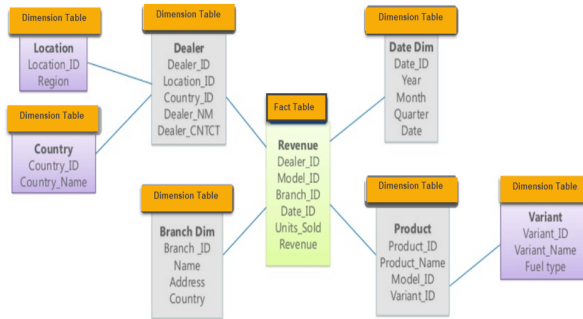 Dimension Table
Location
Location_ID
Region
Dimension Table
Dealer
Dealer_ID
Location_ID
Country_ID
Dealer_NM
Dealer_CNTCT
Dimension Table
Date Dim
Date_ID
Year
Month
Quarter
Date
Dimension Table
Country
Country_ID
Country_Name
Fact Table
Revenue
Dealer_ID
Model_ID
Branch_ID
Date_ID
Units_Sold
Revenue
Dimension Table
Branch Dim
Branch _ID
Name
Address
Country
Dimension Table
Product
Product_ID
Product_Name
Model_ID
Variant_ID
Dimension Table
Variant
Variant_ID
Variant_Name
Fuel type